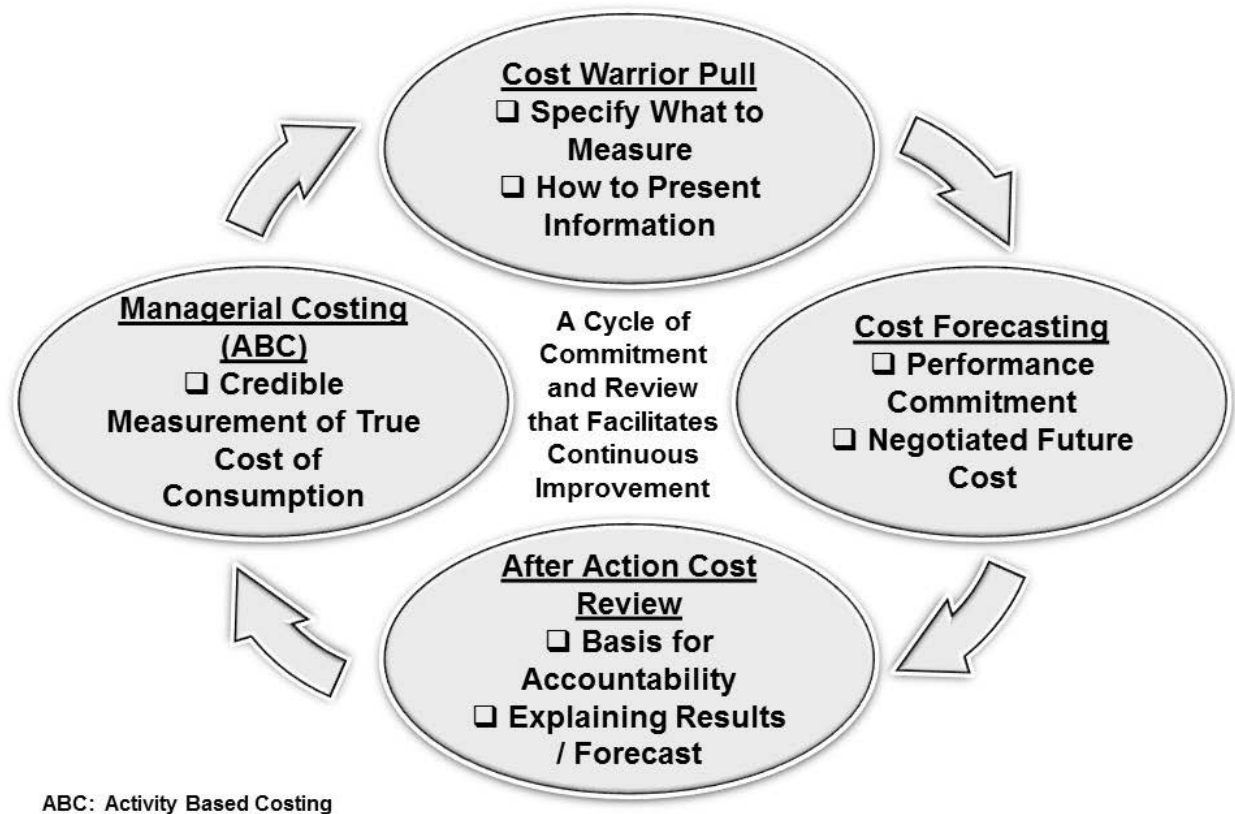 Cost Warrior Pull
❑ Specify What to
Measure
❑ How to Present
Information
Managerial Costing
(ABC)
❑ Credible
Measurement of True
Cost of
Consumption
A Cycle of
Commitment
and Review
that Facilitates
Continuous
Improvement
Cost Forecasting
❑ Performance
Commitment
❑ Negotiated Future
Cost
After Action Cost
Review
❑ Basis for
Accountability
❑ Explaining Results
/ Forecast
ABC: Activity Based Costing